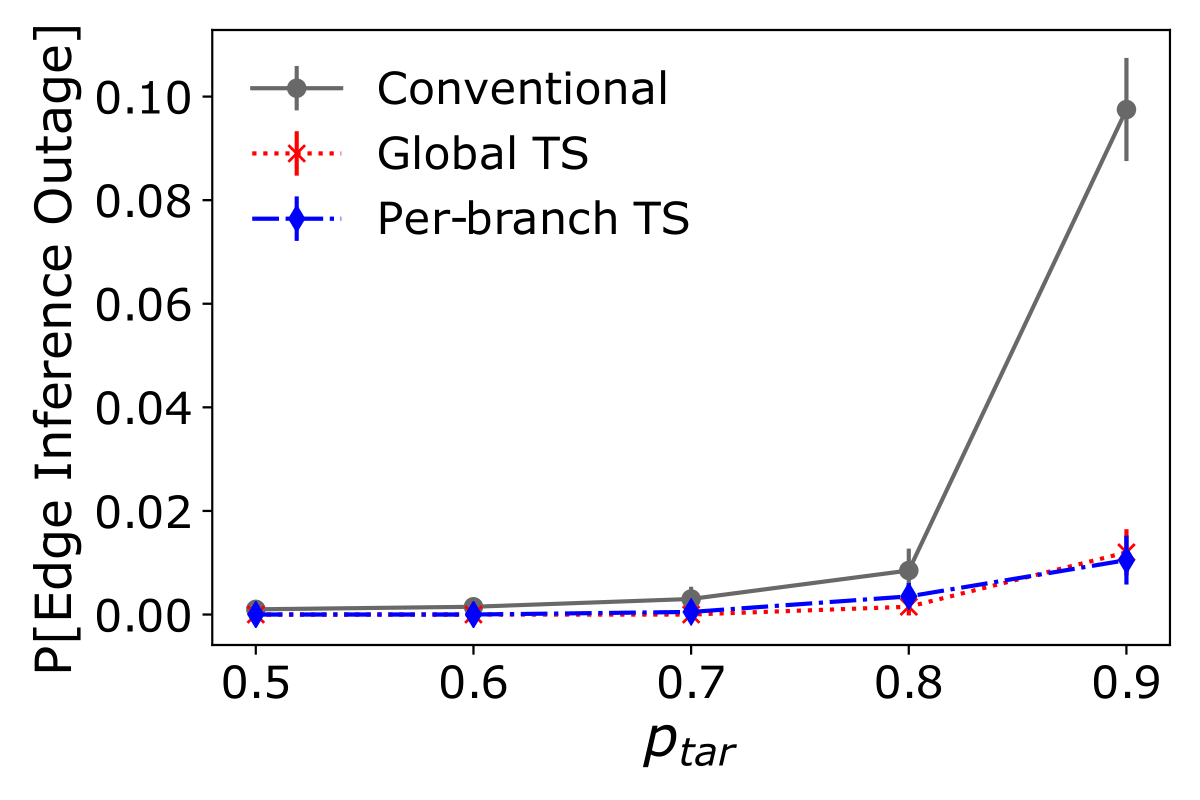 P[Edge Inference Outage]
0.10
0.08
0.06
0.04
0.02
0.00
Conventional
Global TS
Per-branch TS
0.5 0.6 0.7 0.8 0.9
p_tar